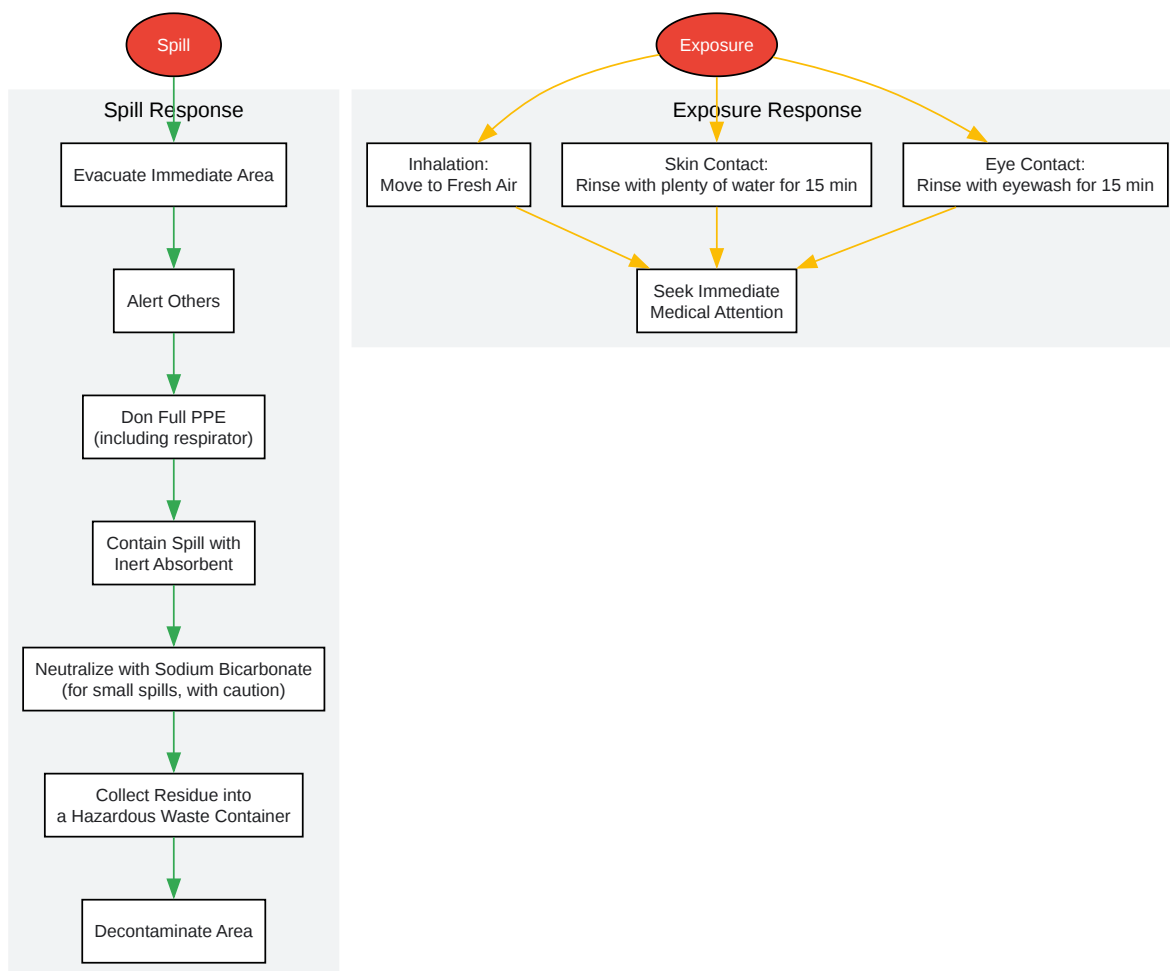 Spill
Spill Response
Evacuate Immediate Area
Alert Others
Don Full PPE
(including respirator)
Contain Spill with
Inert Absorbent
Neutralize with Sodium Bicarbonate
(for small spills, with caution)
Collect Residue into
a Hazardous Waste Container
Decontaminate Area
Exposure
Exposure Response
Inhalation:
Move to Fresh Air
Skin Contact:
Rinse with plenty of water for 15 min
Eye Contact:
Rinse with eyewash for 15 min
Seek Immediate
Medical Attention